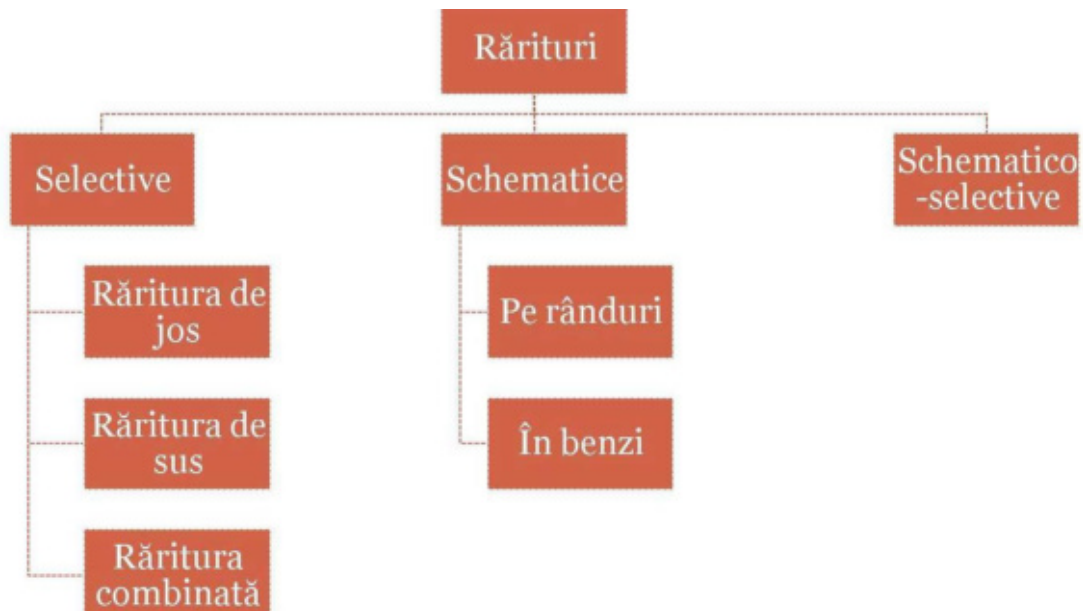 Rărituri
Selective
Schematice
Schematico
-selective
Răritura de
jos
Pe rânduri
Răritura de
sus
În benzi
Răritura
combinată